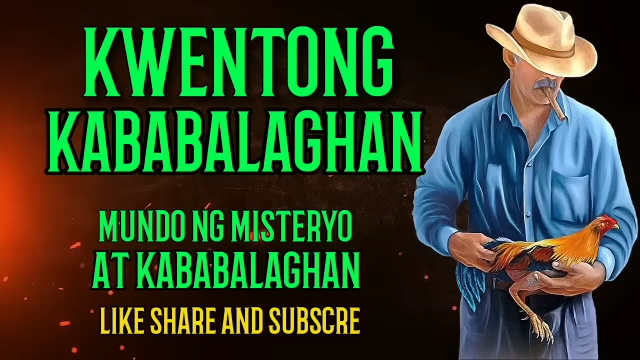 KWENTONG
KABABALAGHAN
MUNDO NG MISTERYO
AT KABABALAGHAN
LIKE SHARE AND SUBSCRE